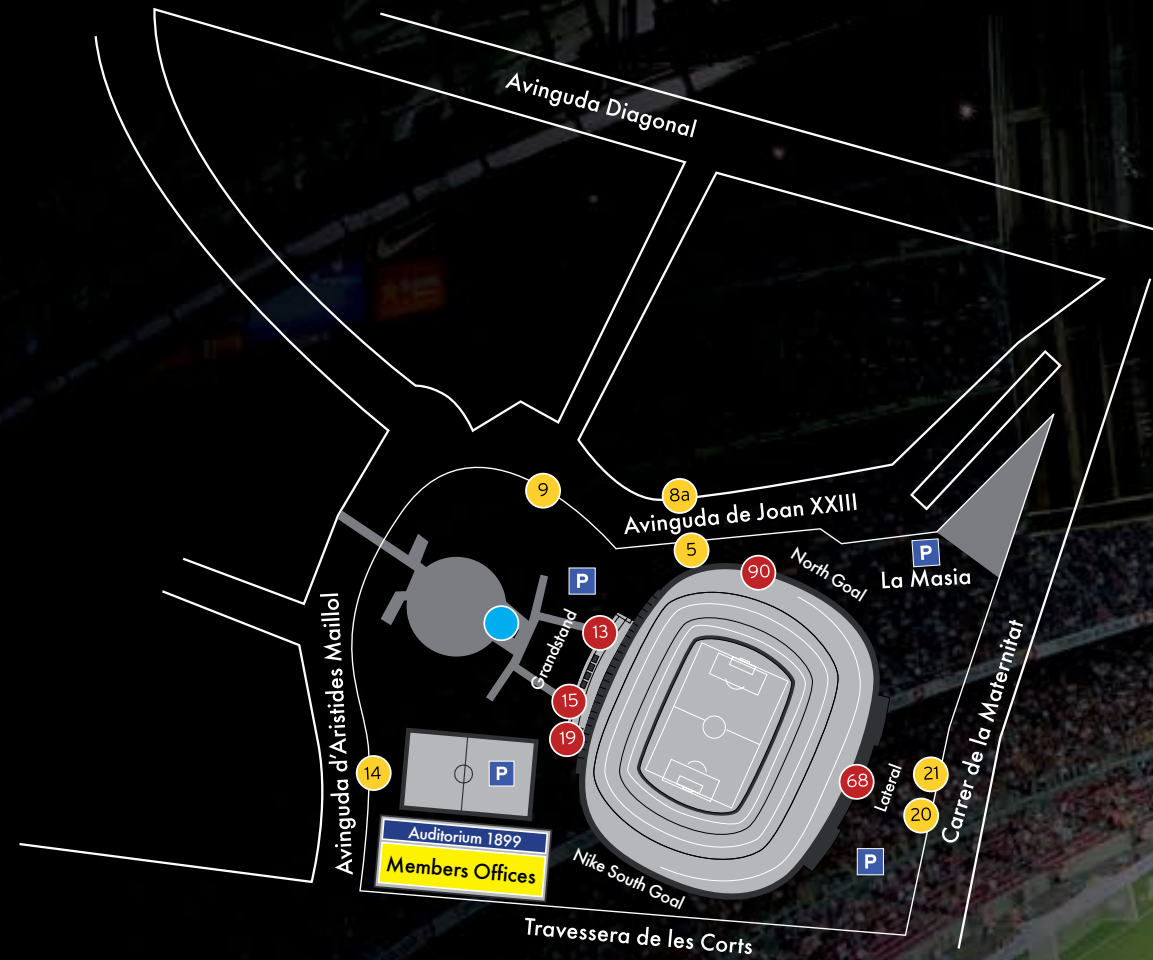 Avinguda Diagonal
9
8a
Avinguda de Joan XXIII
5
90
North Goal
P
La Masia
P
13
Grandstand
15
19
Avinguda d'Aristides Maillol
14
P
68
Lateral
21
20
Carrer de la Maternitat
P
Auditorium 1899
Members Offices
Nike South Goal
Travessera de les Corts